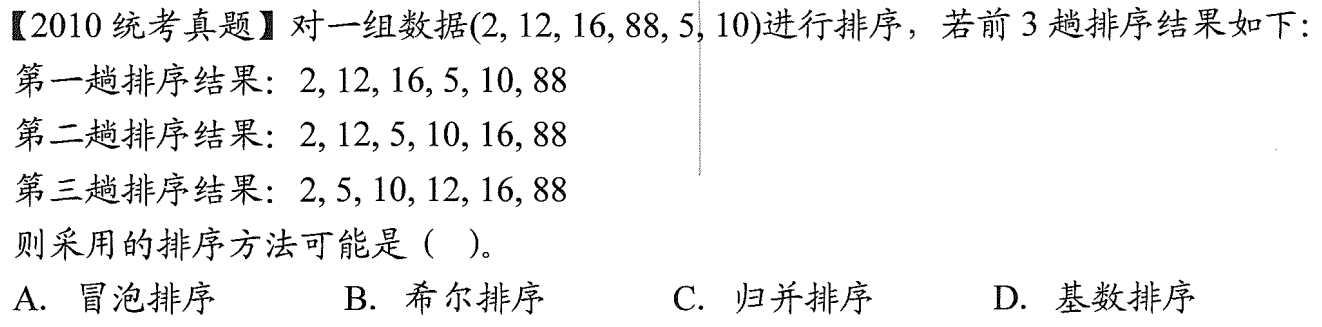 【2010 统考真题】对一组数据(2, 12, 16, 88, 5, 10)进行排序，若前 3 趟排序结果如下：
第一趟排序结果：2, 12, 16, 5, 10, 88
第二趟排序结果：2, 12, 5, 10, 16, 88
第三趟排序结果：2, 5, 10, 12, 16, 88
则采用的排序方法可能是（ ）。
A. 冒泡排序 B. 希尔排序 C. 归并排序 D. 基数排序